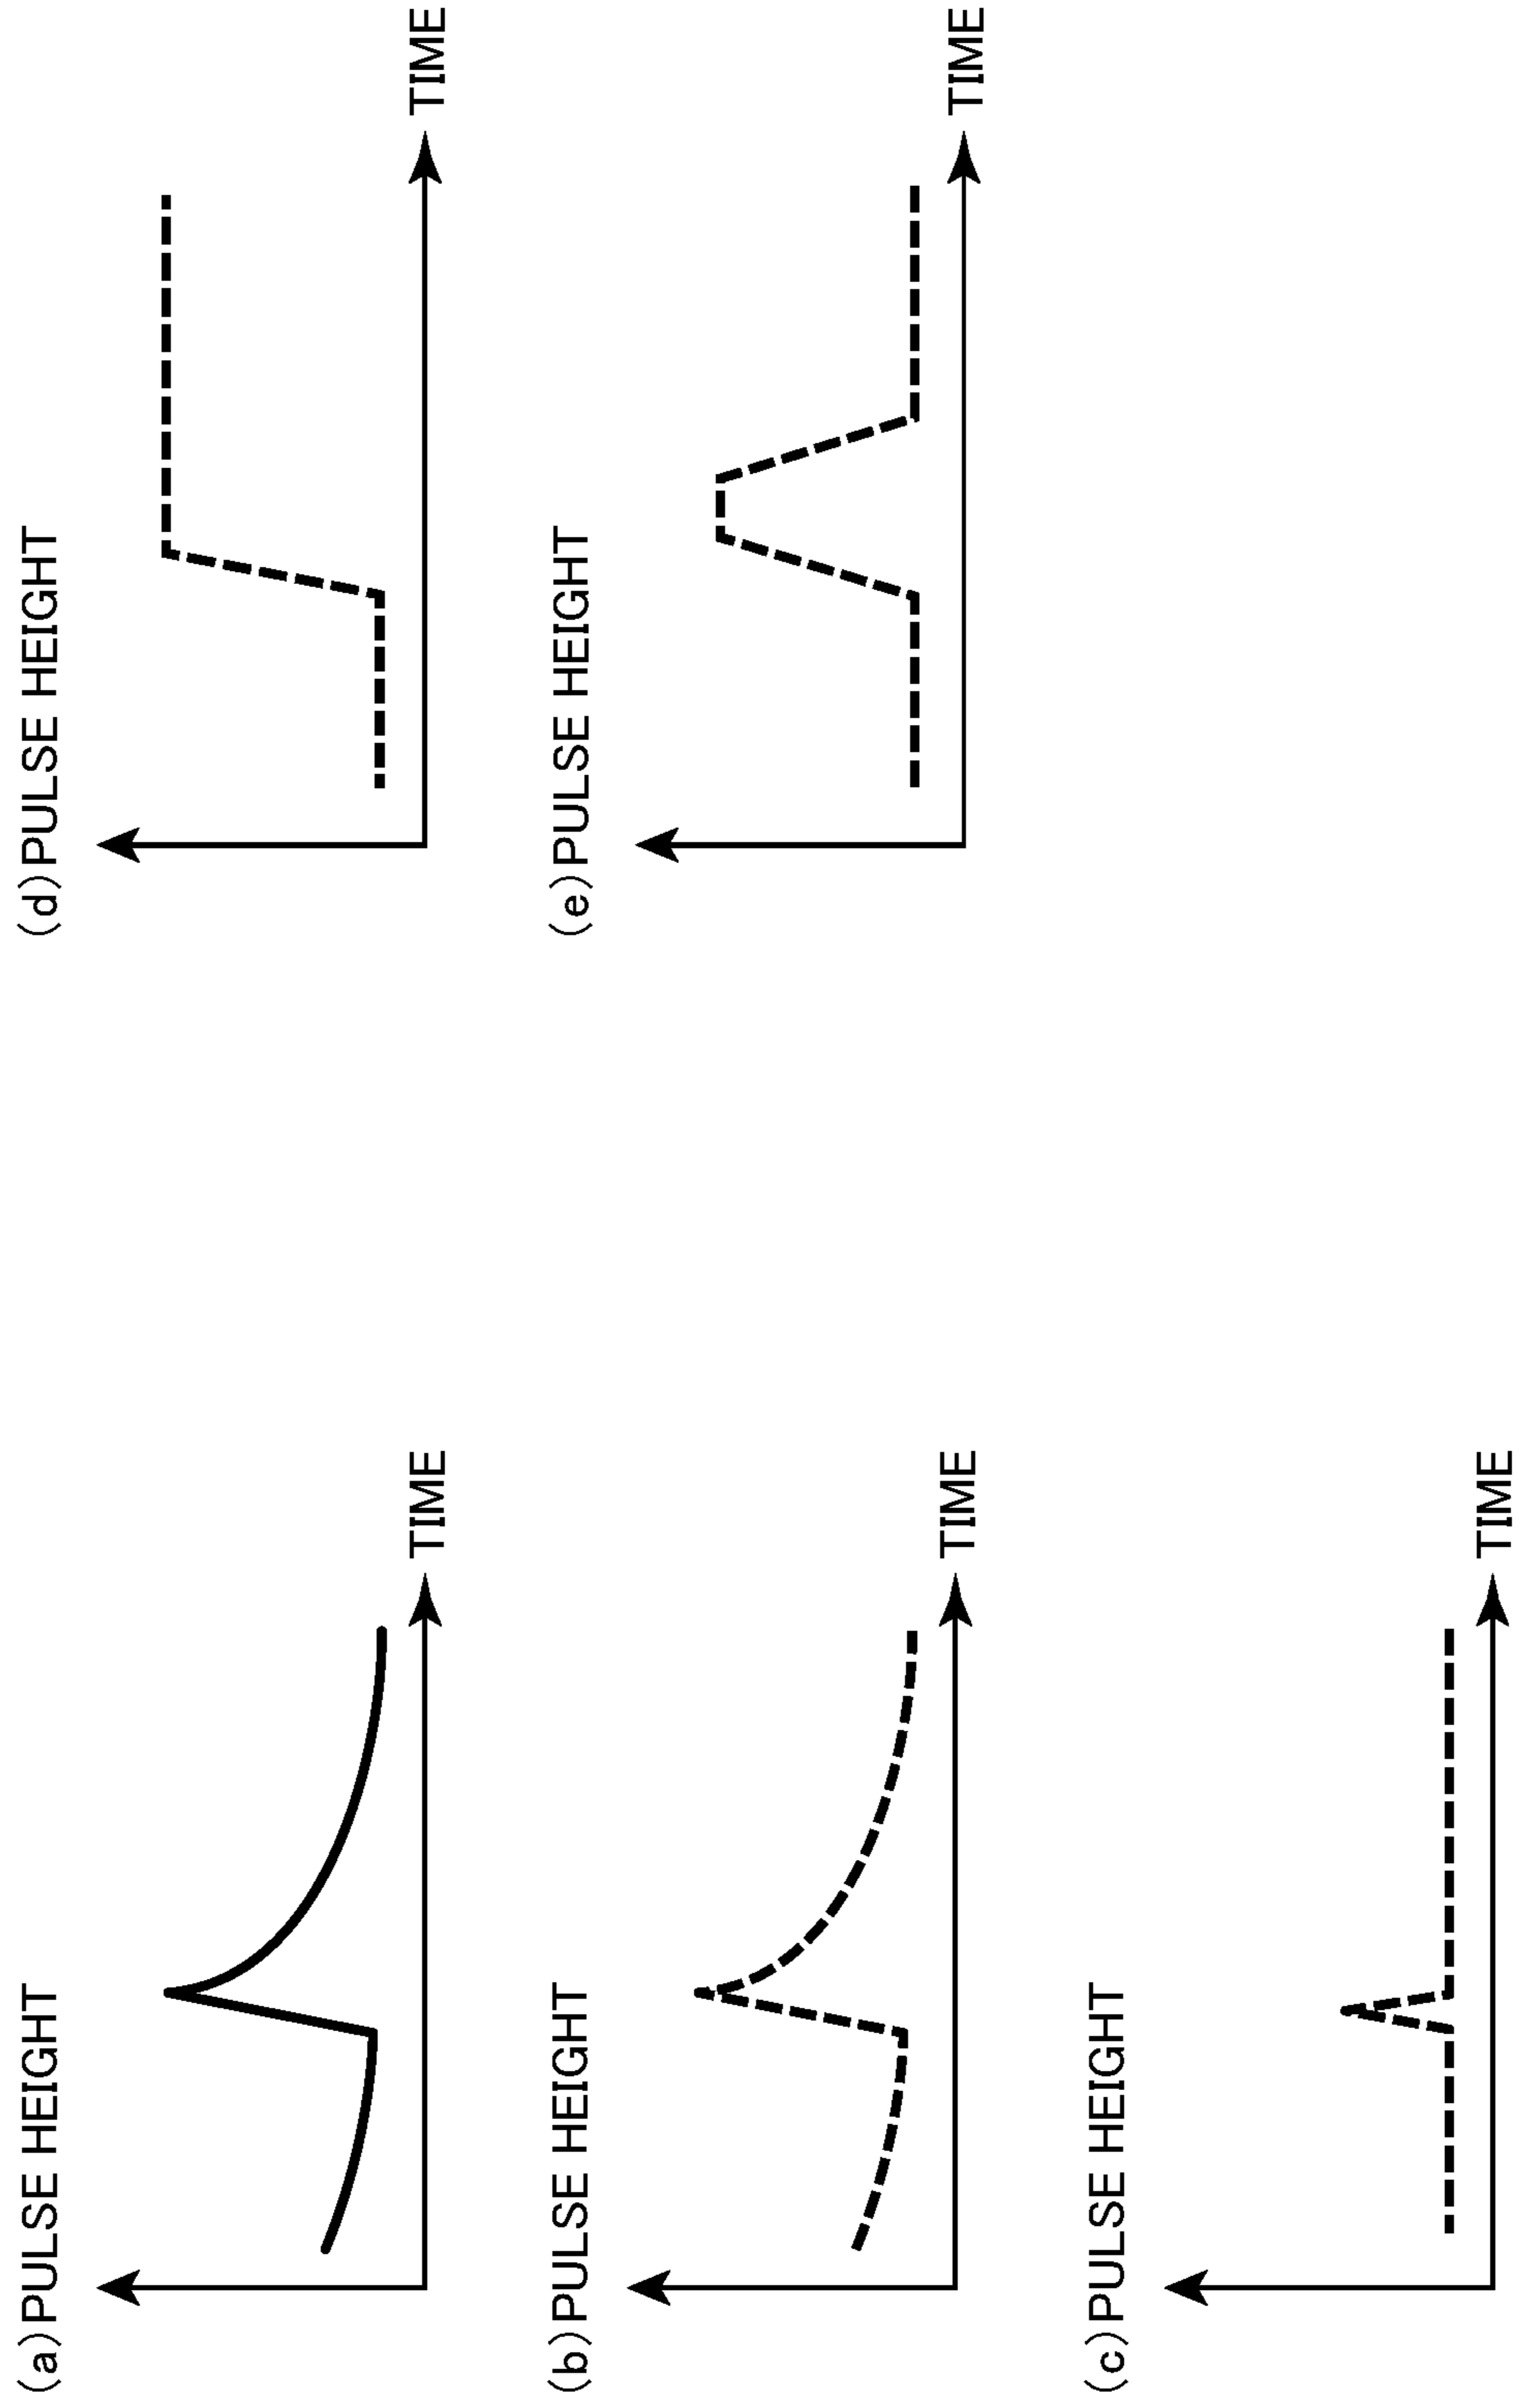 (a) PULSE HEIGHT
TIME
(b) PULSE HEIGHT
TIME
(c) PULSE HEIGHT
TIME
(d) PULSE HEIGHT
TIME
(e) PULSE HEIGHT
TIME